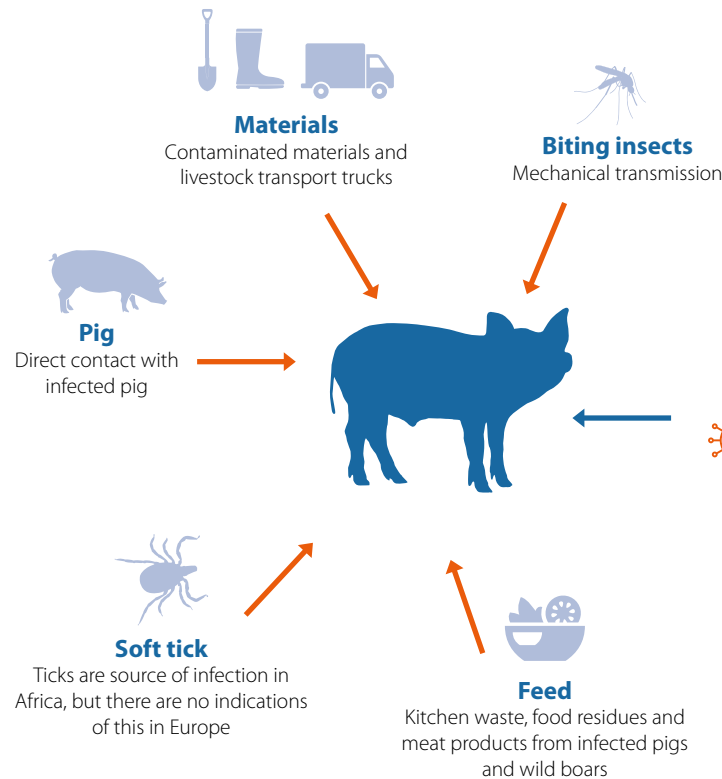 Materials
Contaminated materials and
livestock transport trucks
Biting insects
Mechanical transmission
Pig
Direct contact with
infected pig
Soft tick
Ticks are source of infection in
Africa, but there are no indications
of this in Europe
Feed
Kitchen waste, food residues and
meat products from infected pigs
and wild boars